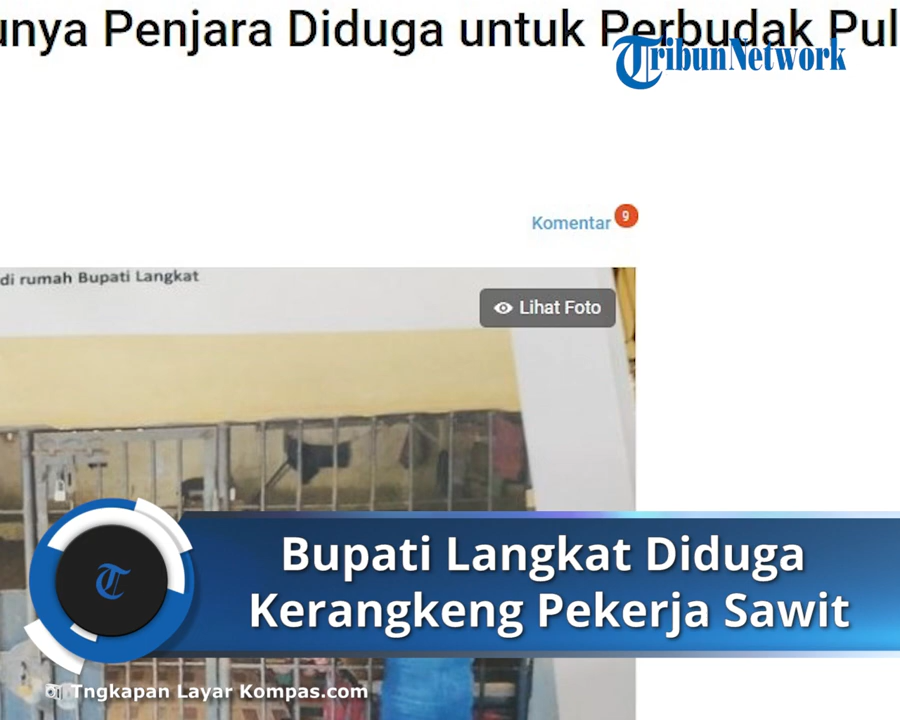 unya Penjara Diduga untuk Perbudak Pul
TribunNetwork
Komentar 9
di rumah Bupati Langkat
Lihat Foto
Bupati Langkat Diduga
Kerangkeng Pekerja Sawit
Tngkapan Layar Kompas.com